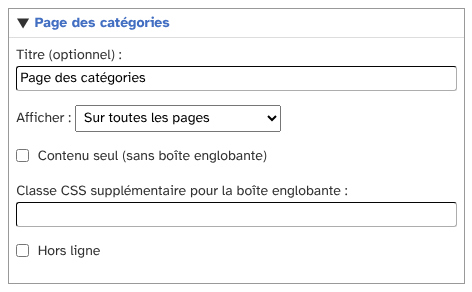 ▼ Page des catégories
Titre (optionnel) :
Page des catégories
Afficher : Sur toutes les pages
Contenu seul (sans boîte englobante)
Classe CSS supplémentaire pour la boîte englobante :
Hors ligne